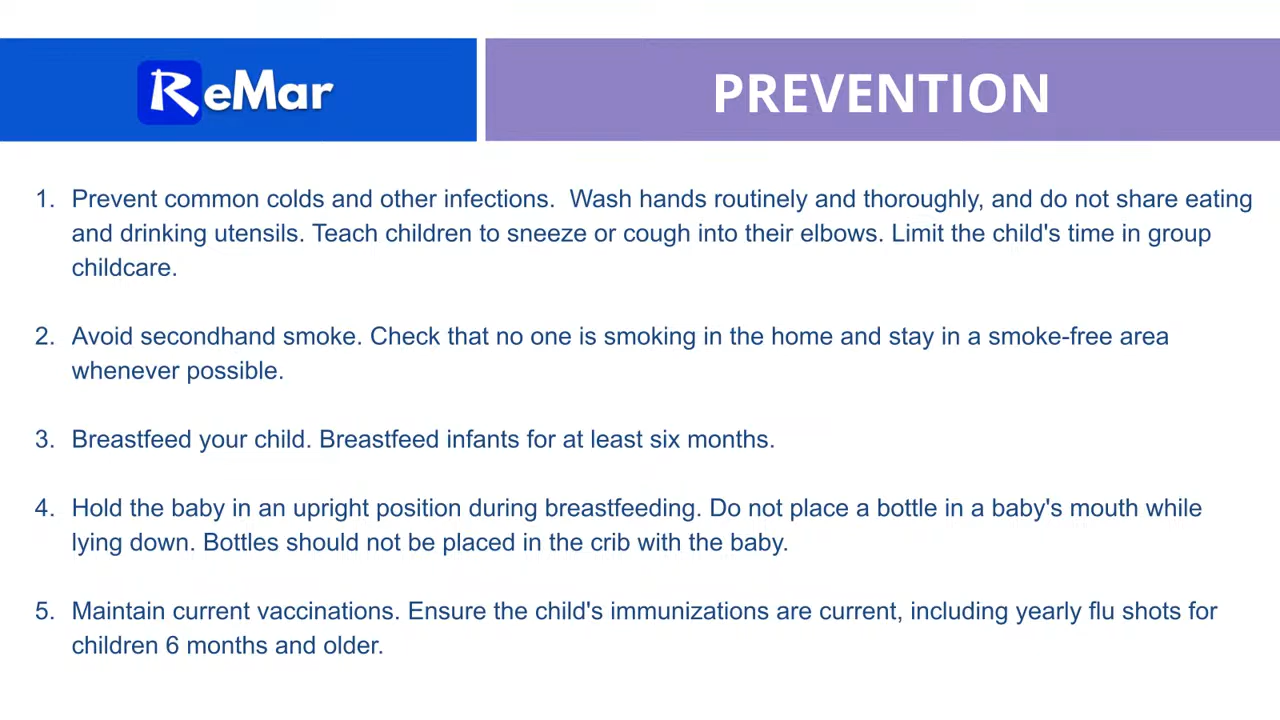 ReMar
PREVENTION
1. Prevent common colds and other infections.  Wash hands routinely and thoroughly, and do not share eating
and drinking utensils. Teach children to sneeze or cough into their elbows. Limit the child's time in group
childcare.
2. Avoid secondhand smoke. Check that no one is smoking in the home and stay in a smoke-free area
whenever possible.
3. Breastfeed your child. Breastfeed infants for at least six months.
4. Hold the baby in an upright position during breastfeeding. Do not place a bottle in a baby's mouth while
lying down. Bottles should not be placed in the crib with the baby.
5. Maintain current vaccinations. Ensure the child's immunizations are current, including yearly flu shots for
children 6 months and older.